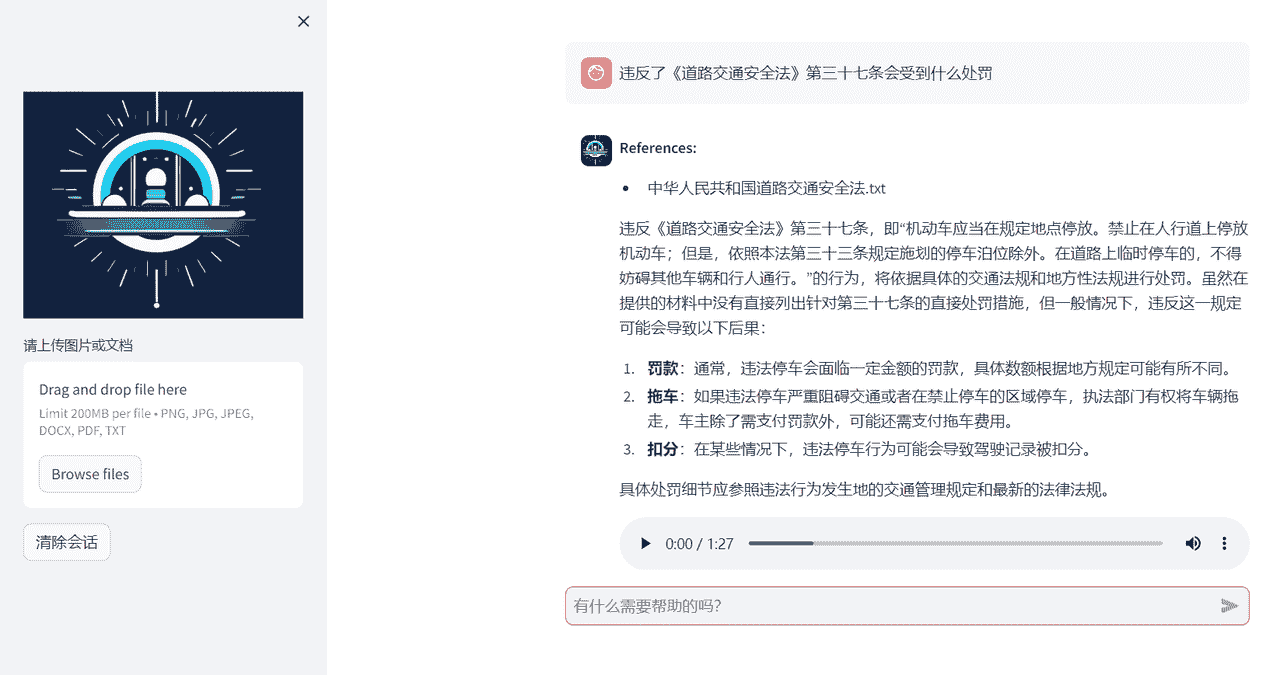 请上传图片或文档
Drag and drop file here
Limit 200MB per file • PNG, JPG, JPEG,
DOCX, PDF, TXT
Browse files
清除会话
违反了《道路交通安全法》第三十七条会受到什么处罚
References:
• 中华人民共和国道路交通安全法.txt
违反《道路交通安全法》第三十七条，即“机动车应当在规定地点停放。禁止在人行道上停放
机动车；但是，依照本法第三十三条规定施划的停车泊位除外。在道路上临时停车的，不得
妨碍其他车辆和行人通行。”的行为，将依据具体的交通法规和地方性法规进行处罚。虽然在
提供的材料中没有直接列出针对第三十七条的直接处罚措施，但一般情况下，违反这一规定
可能会导致以下后果：
1. 罚款：通常，违法停车会面临一定金额的罚款，具体数额根据地方规定可能有所不同。
2. 拖车：如果违法停车严重阻碍交通或者在禁止停车的区域停车，执法部门有权将车辆拖
走，车主除了需支付罚款外，可能还需支付拖车费用。
3. 扣分：在某些情况下，违法停车行为可能会导致驾驶记录被扣分。
具体处罚细节应参照违法行为发生地的交通管理规定和最新的法律法规。
0:00 / 1:27
有什么需要帮助的吗？